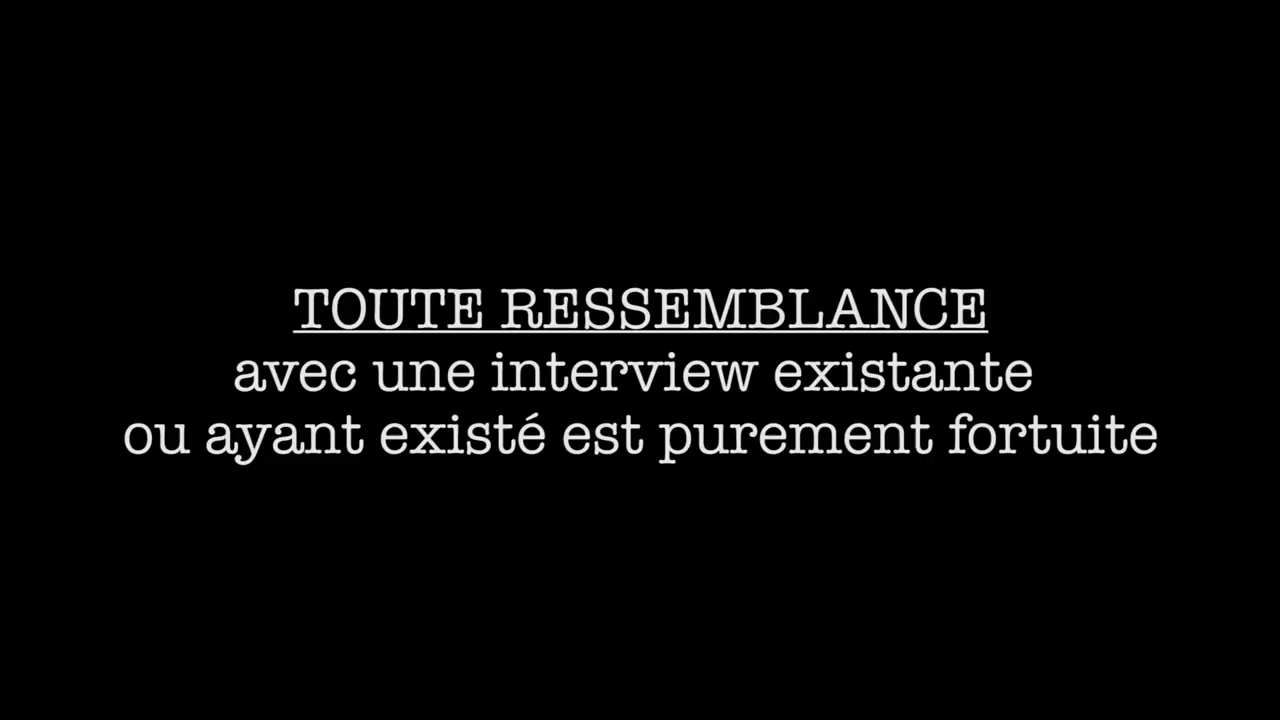 TOUTE RESSEMBLANCE
avec une interview existante
ou ayant existé est purement fortuite